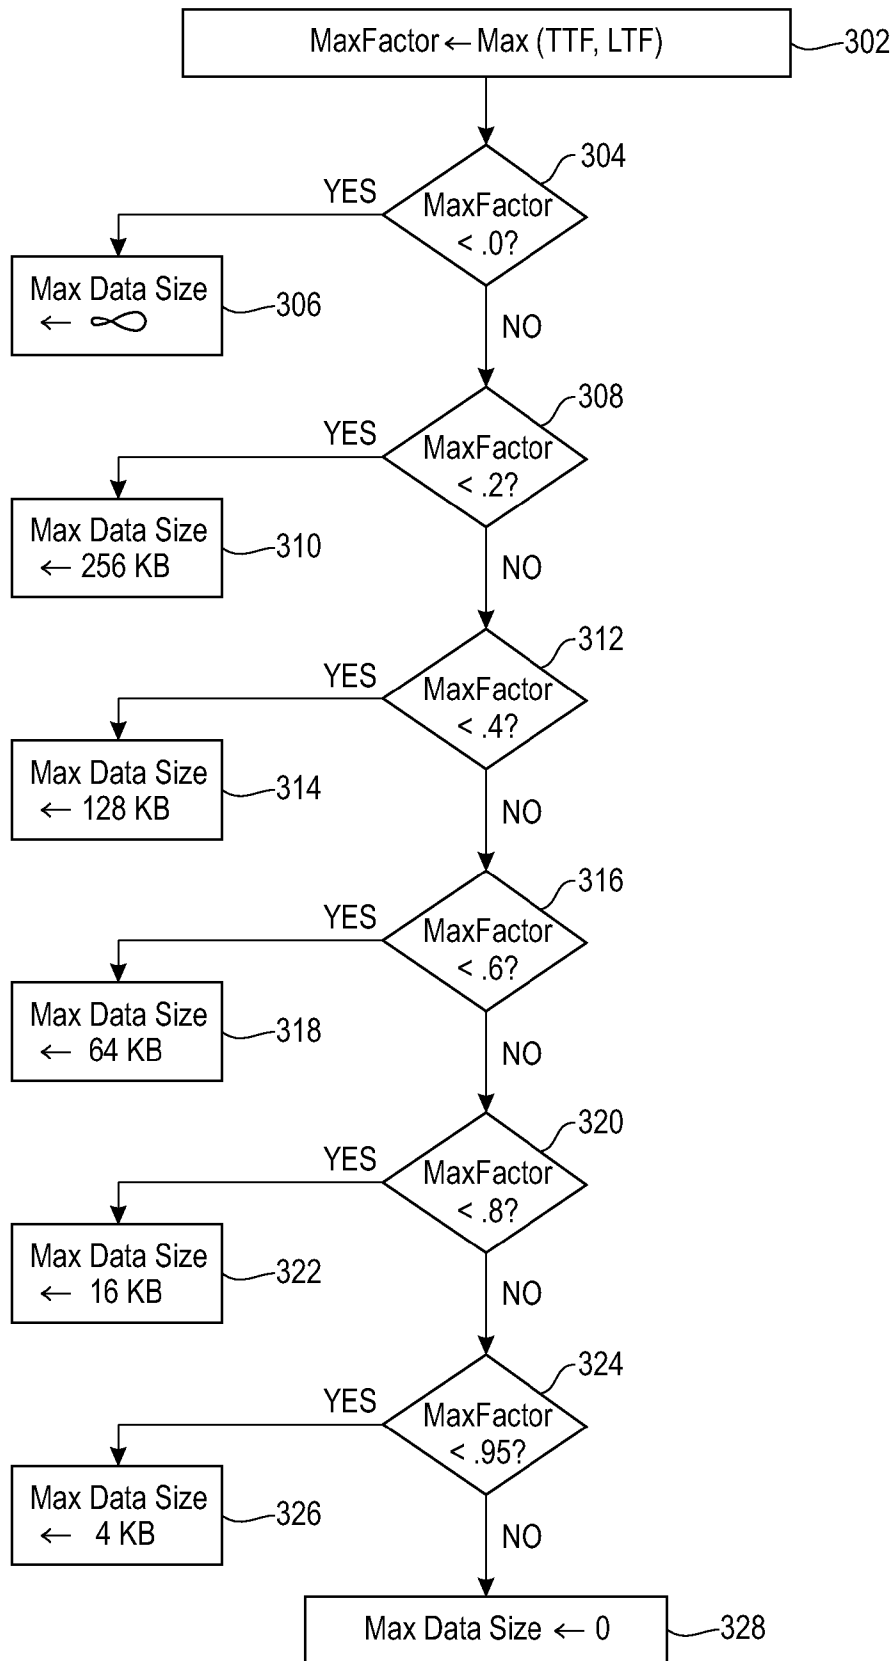 MaxFactor ← Max (TTF, LTF)
302
304
YES
MaxFactor
< .0?
Max Data Size
← ∞
306
NO
308
YES
MaxFactor
< .2?
Max Data Size
← 256 KB
310
NO
312
YES
MaxFactor
< .4?
Max Data Size
← 128 KB
314
NO
316
YES
MaxFactor
< .6?
Max Data Size
← 64 KB
318
NO
320
YES
MaxFactor
< .8?
Max Data Size
← 16 KB
322
NO
324
YES
MaxFactor
< .95?
Max Data Size
← 4 KB
326
NO
Max Data Size ← 0
328